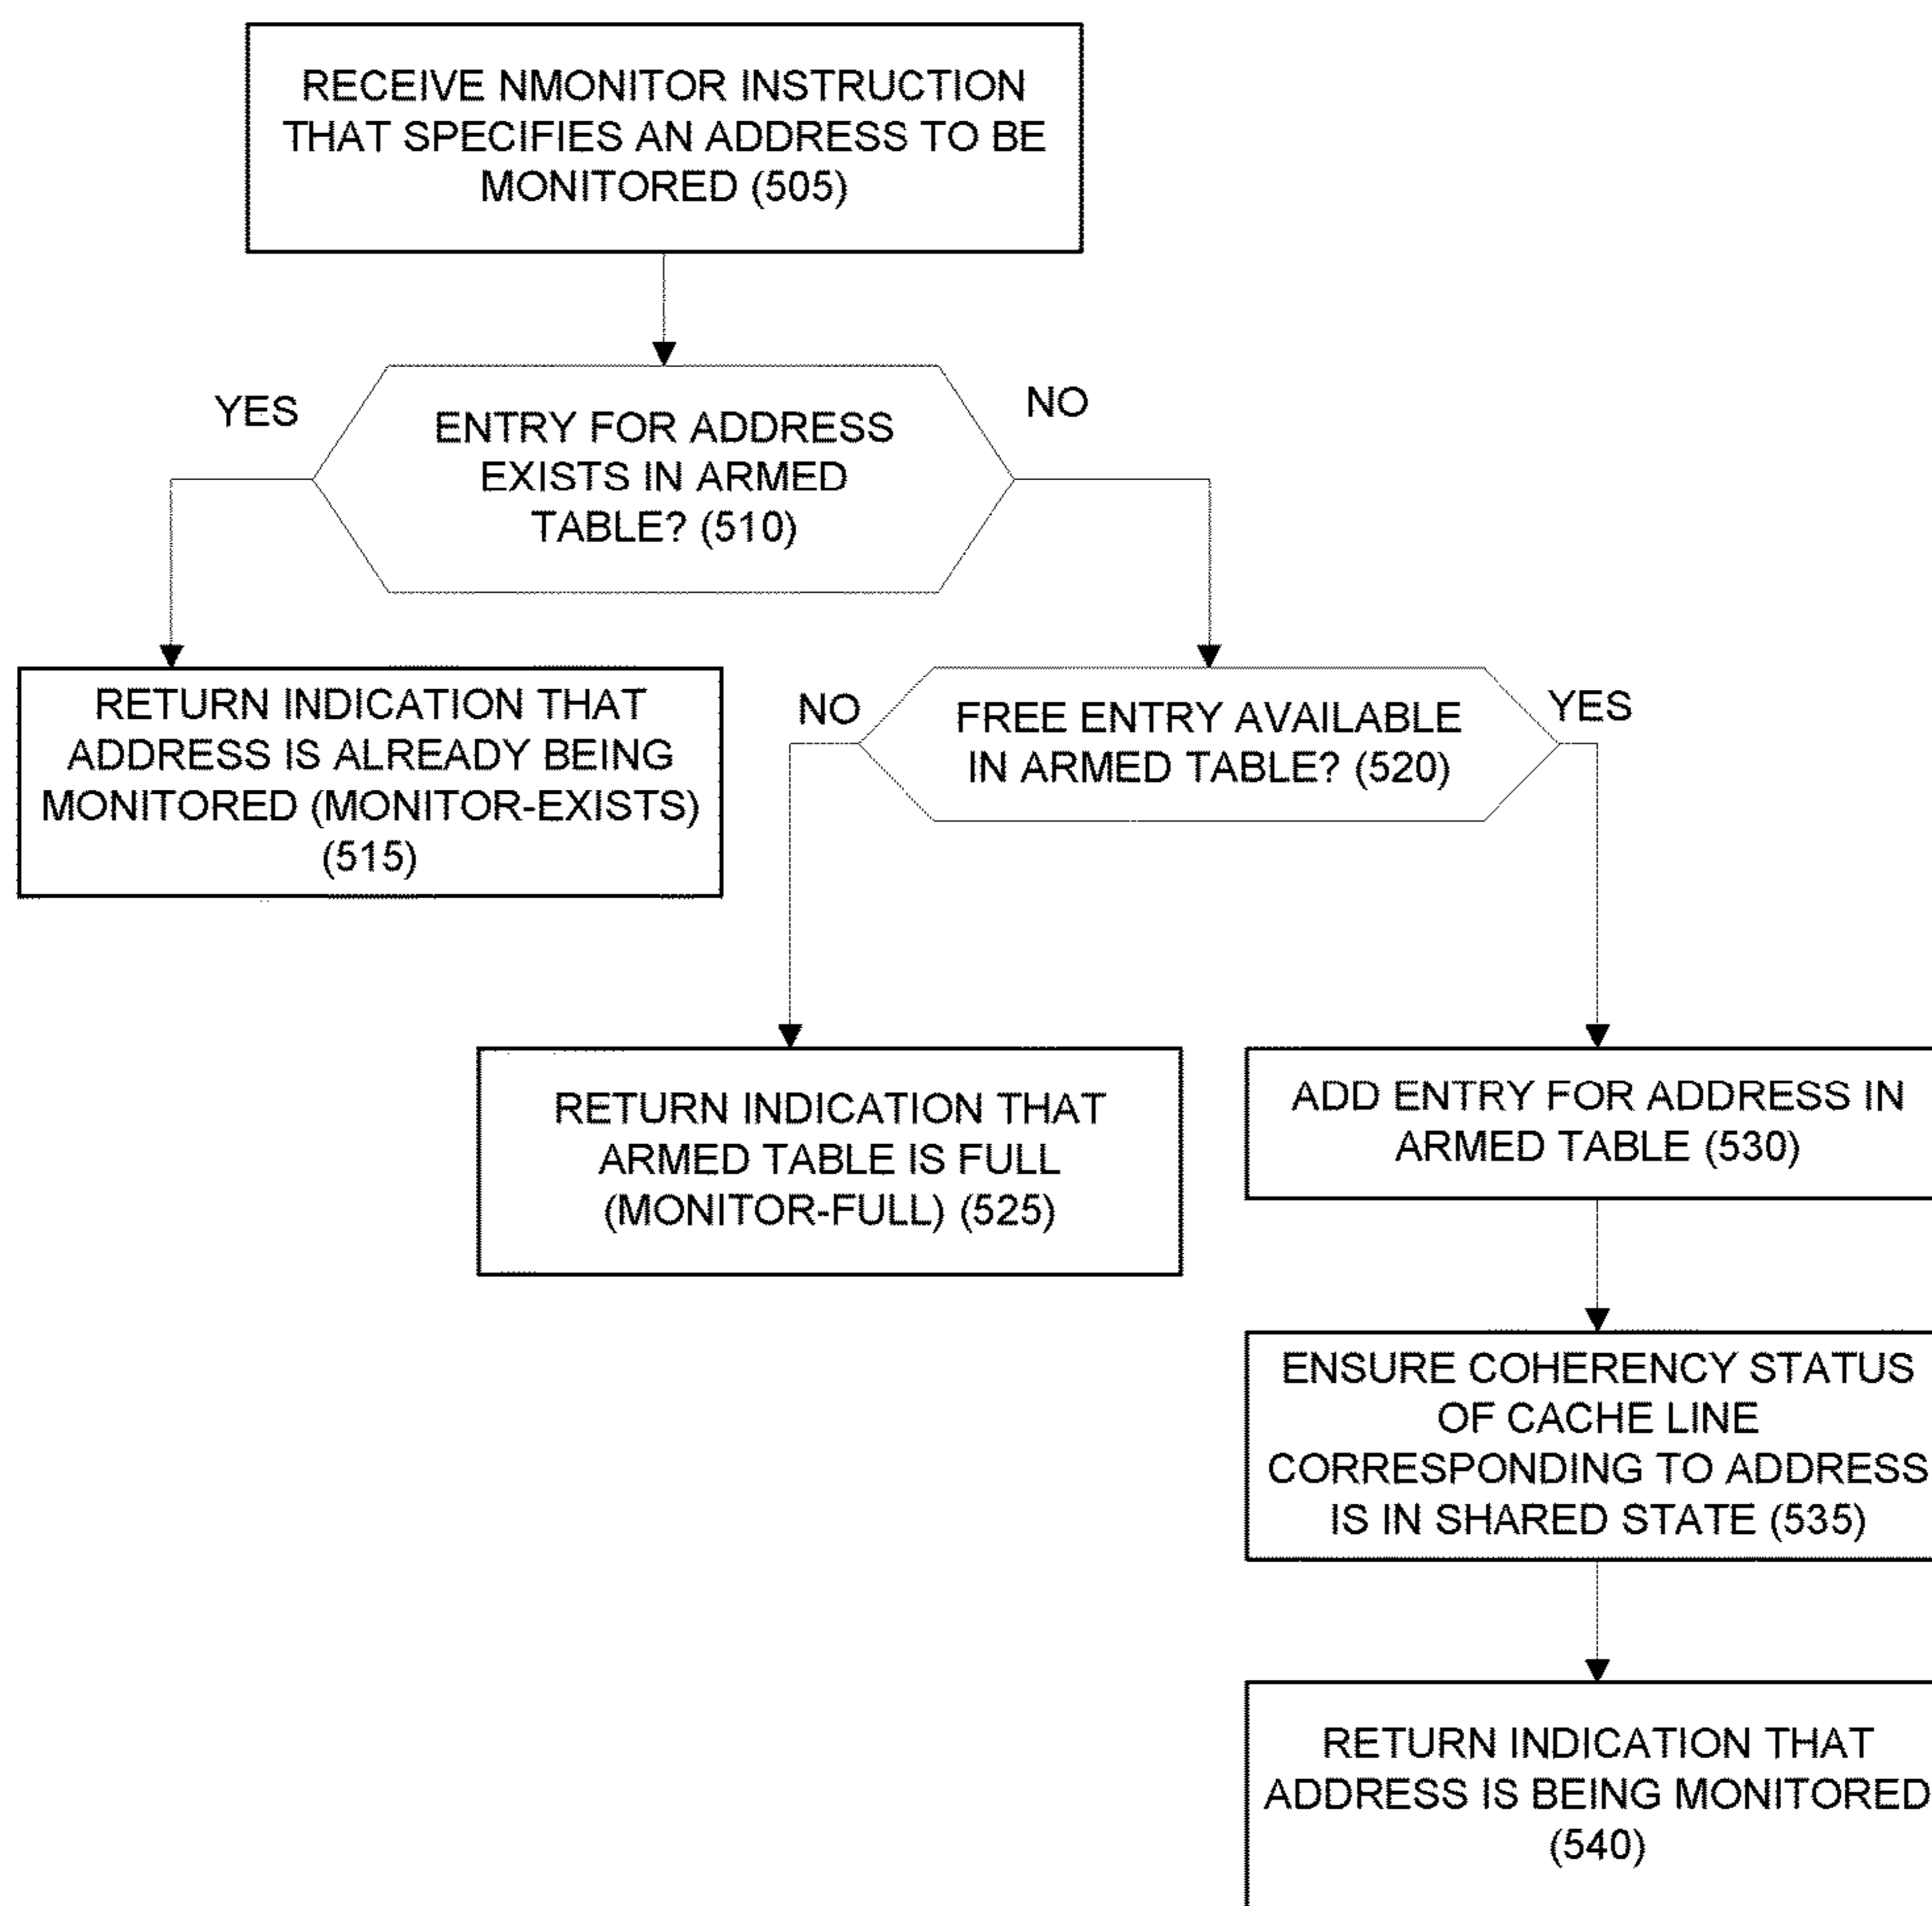 RECEIVE NMONITOR INSTRUCTION
THAT SPECIFIES AN ADDRESS TO BE
MONITORED (505)
YES
NO
ENTRY FOR ADDRESS
EXISTS IN ARMED
TABLE? (510)
RETURN INDICATION THAT
ADDRESS IS ALREADY BEING
MONITORED (MONITOR-EXISTS)
(515)
NO
YES
FREE ENTRY AVAILABLE
IN ARMED TABLE? (520)
RETURN INDICATION THAT
ARMED TABLE IS FULL
(MONITOR-FULL) (525)
ADD ENTRY FOR ADDRESS IN
ARMED TABLE (530)
ENSURE COHERENCY STATUS
OF CACHE LINE
CORRESPONDING TO ADDRESS
IS IN SHARED STATE (535)
RETURN INDICATION THAT
ADDRESS IS BEING MONITORED
(540)